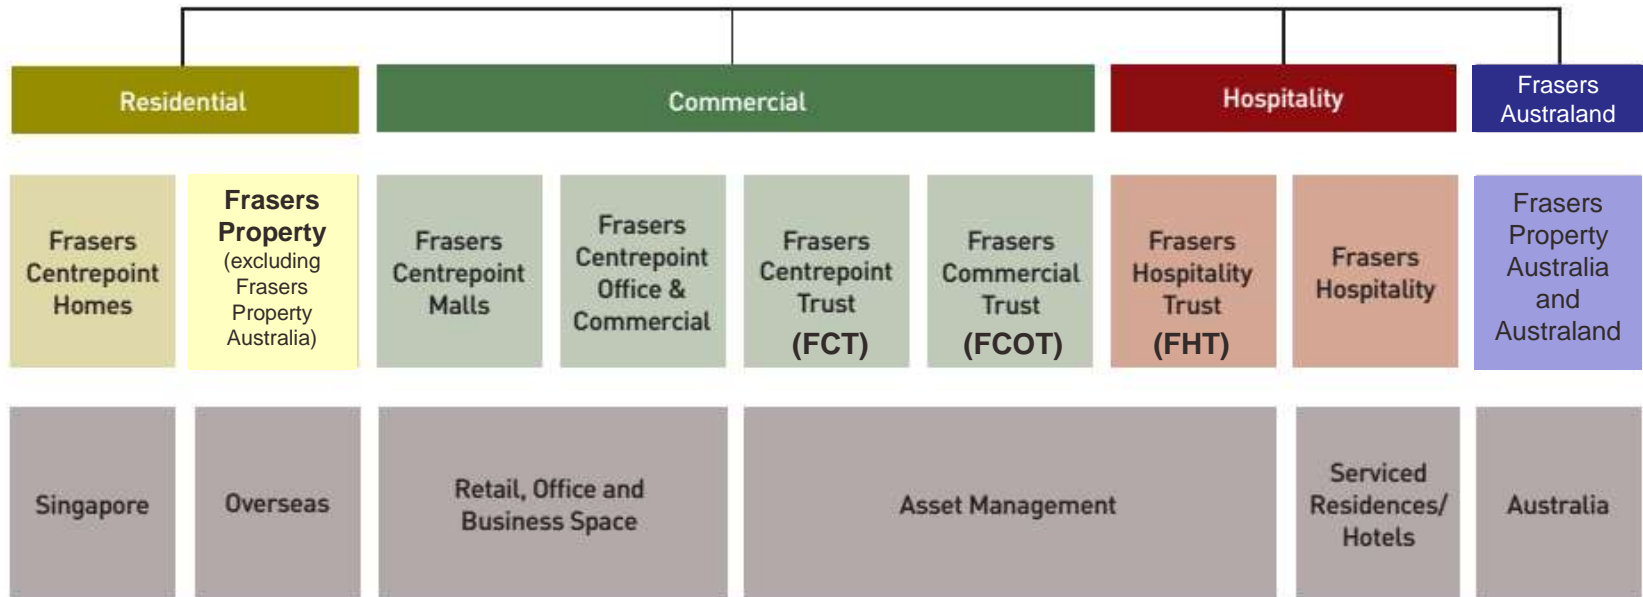 Residential
Commercial
Hospitality
Frasers
Australand
Frasers
Centrepoint
Homes
Frasers
Property
(excluding
Frasers
Property
Australia)
Frasers
Centrepoint
Malls
Frasers
Centrepoint
Office &
Commercial
Frasers
Centrepoint
Trust
(FCT)
Frasers
Commercial
Trust
(FCOT)
Frasers
Hospitality
Trust
(FHT)
Frasers
Hospitality
Frasers
Property
Australia
and
Australand
Singapore
Overseas
Retail, Office and
Business Space
Asset Management
Serviced
Residences/
Hotels
Australia